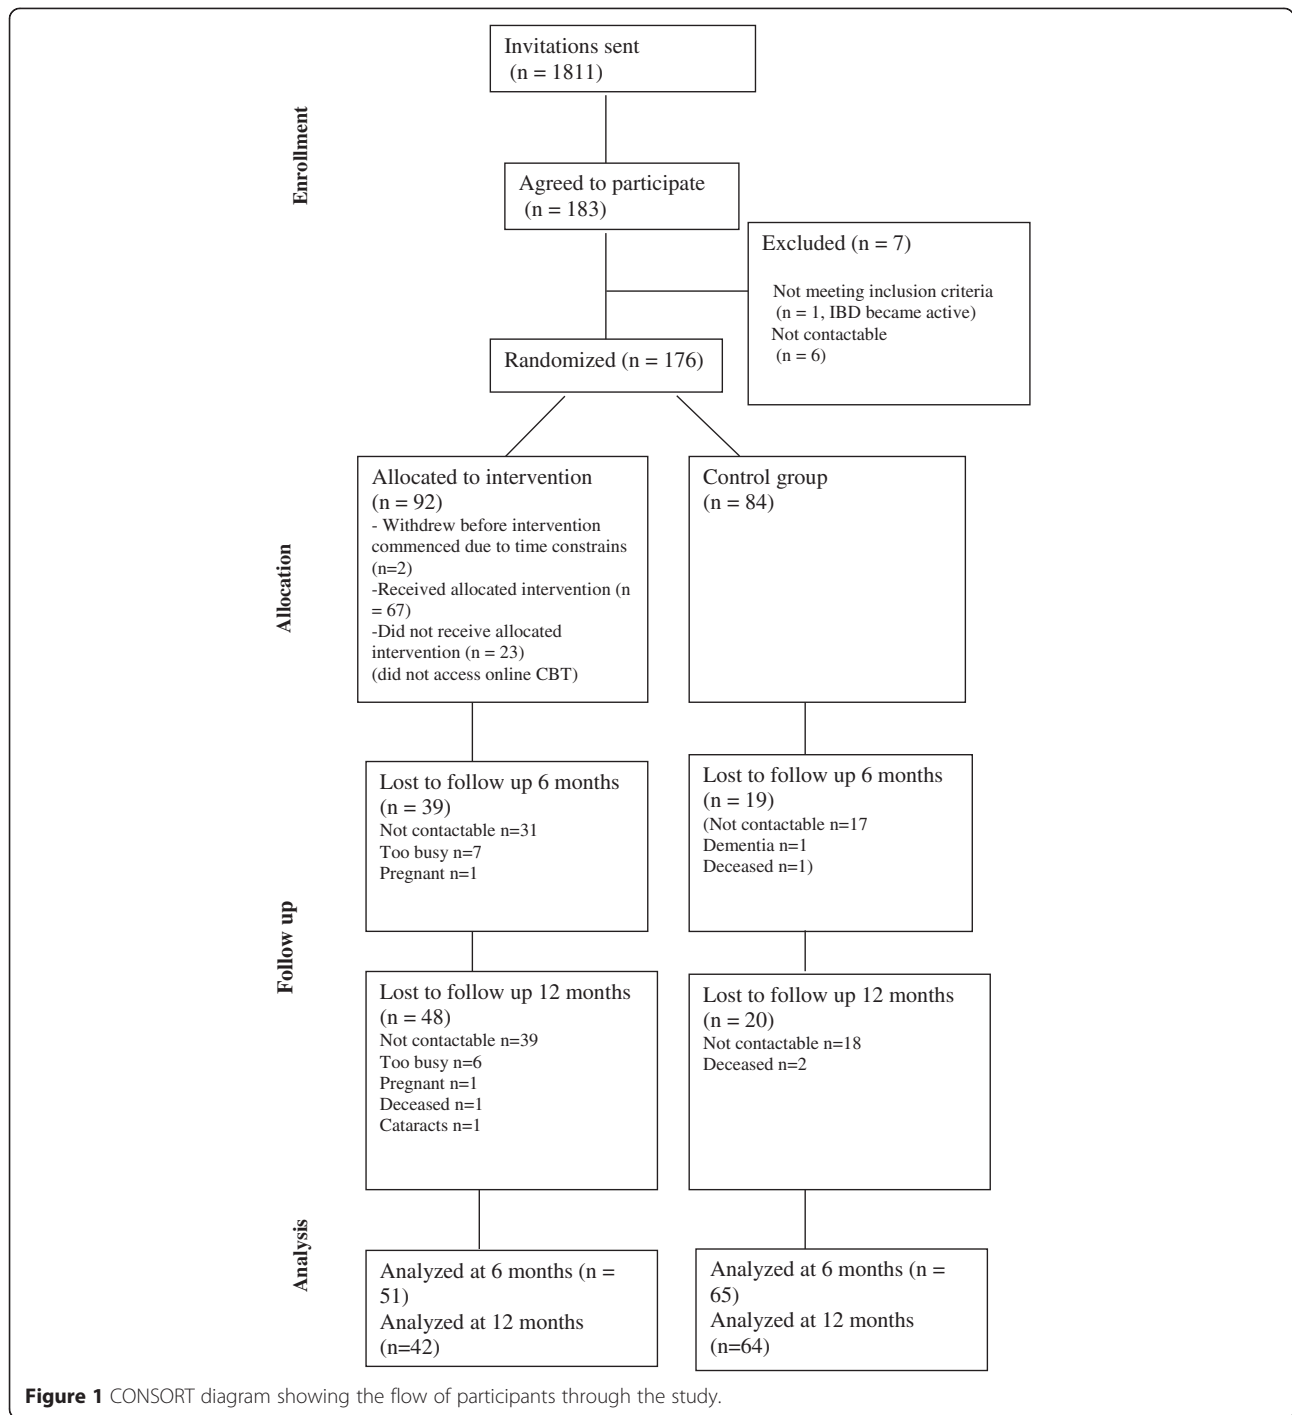 Invitations sent
(n = 1811)
Enrollment
Agreed to participate
(n = 183)
Excluded (n = 7)
Not meeting inclusion criteria
(n = 1, IBD became active)
Not contactable
(n = 6)
Randomized (n = 176)
Allocation
Allocated to intervention
(n = 92)
- Withdrew before intervention
commenced due to time constrains
(n=2)
-Received allocated intervention (n
= 67)
-Did not receive allocated
intervention (n = 23)
(did not access online CBT)
Control group
(n = 84)
Follow up
Lost to follow up 6 months
(n = 39)
Not contactable n=31
Too busy n=7
Pregnant n=1
Lost to follow up 6 months
(n = 19)
(Not contactable n=17
Dementia n=1
Deceased n=1)
Lost to follow up 12 months
(n = 48)
Not contactable n=39
Too busy n=6
Pregnant n=1
Deceased n=1
Cataracts n=1
Lost to follow up 12 months
(n = 20)
Not contactable n=18
Deceased n=2
Analysis
Analyzed at 6 months (n =
51)
Analyzed at 12 months
(n=42)
Analyzed at 6 months (n =
65)
Analyzed at 12 months
(n=64)
Figure 1 CONSORT diagram showing the flow of participants through the study.